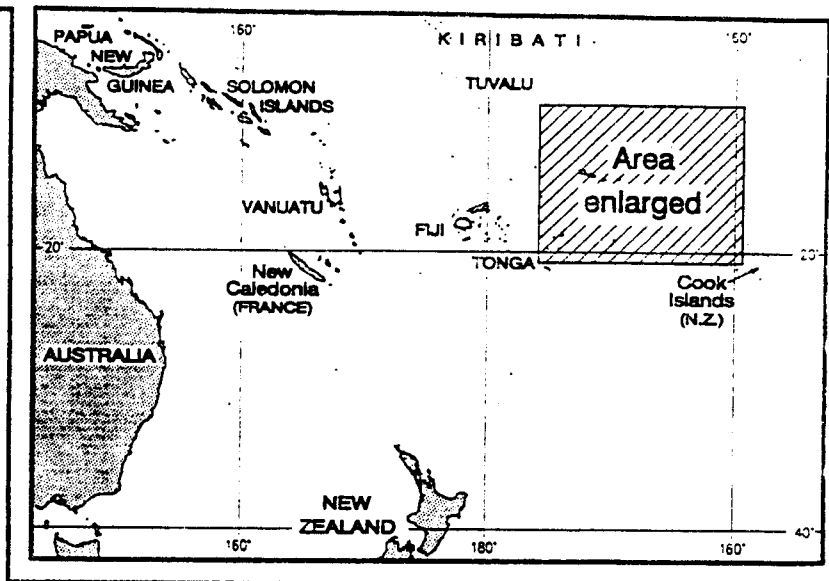 160°
KIRIBATI
160°
PAPUA
NEW
GUINEA
SOLOMON
ISLANDS
TUVALU
Area
enlarged
VANUATU
FIJI
20°
TONGA
20°
New
Caledonia
(FRANCE)
Cook
Islands
(N.Z.)
AUSTRALIA
NEW
ZEALAND
40°
160°
180°
160°